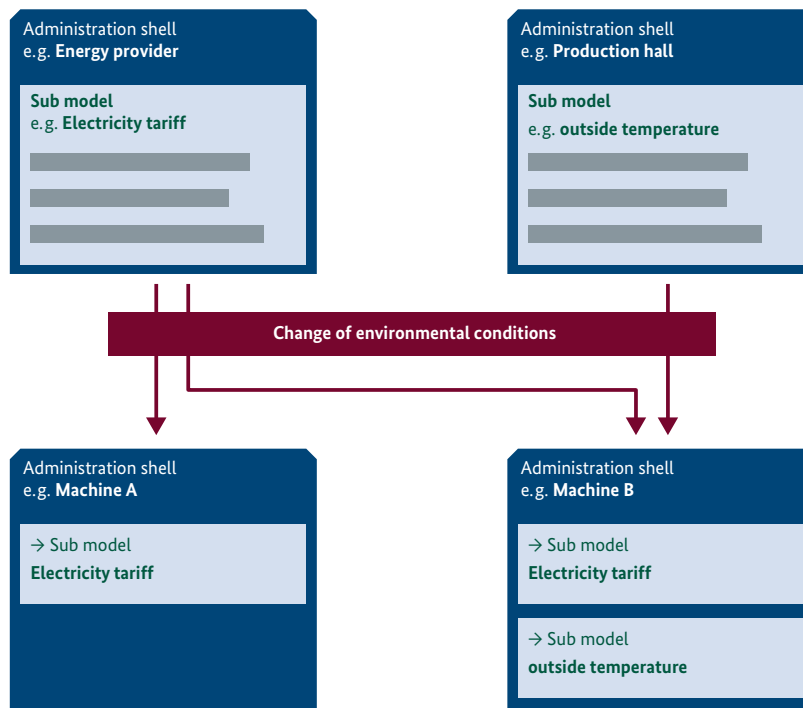 Administration shell
e.g. Energy provider
Sub model
e.g. Electricity tariff
Administration shell
e.g. Production hall
Sub model
e.g. outside temperature
Change of environmental conditions
Administration shell
e.g. Machine A
→ Sub model
Electricity tariff
Administration shell
e.g. Machine B
→ Sub model
Electricity tariff
→ Sub model
outside temperature